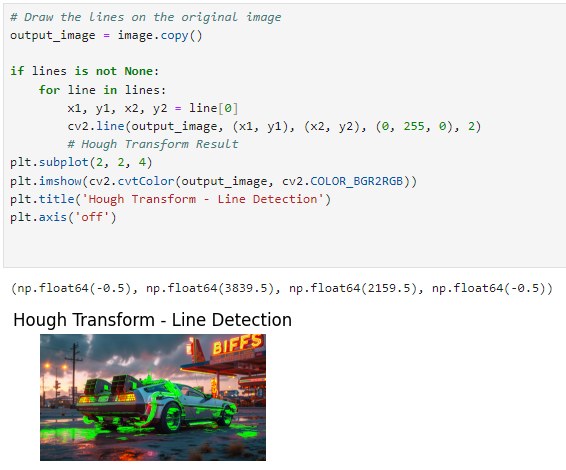 # Draw the lines on the original image
output_image = image.copy()
if lines is not None:
    for line in lines:
        x1, y1, x2, y2 = line[0]
        cv2.line(output_image, (x1, y1), (x2, y2), (0, 255, 0), 2)
        # Hough Transform Result
plt.subplot(2, 2, 4)
plt.imshow(cv2.cvtColor(output_image, cv2.COLOR_BGR2RGB))
plt.title('Hough Transform - Line Detection')
plt.axis('off')
(np.float64(-0.5), np.float64(3839.5), np.float64(2159.5), np.float64(-0.5))
Hough Transform - Line Detection
BIFFS